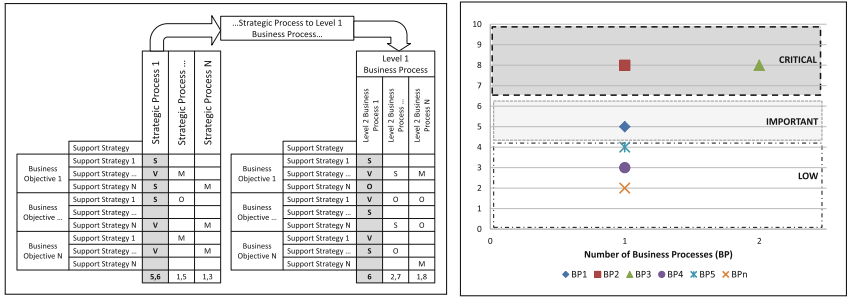 ...Strategic Process to Level 1
Business Process...
Strategic Process 1
Strategic Process ...
Strategic Process N
Support Strategy
Business
Objective 1
Support Strategy 1 S
Support Strategy ... V M
Support Strategy N S M
Business
Objective ...
Support Strategy 1 S O
Support Strategy ...
Support Strategy N V M
Business
Objective N
Support Strategy 1 M
Support Strategy ... V M
Support Strategy N
5,6 1,5 1,3
Level 1
Business Process
Level 2 Business
Process 1
Level 2 Business
Process ...
Level 2 Business
Process N
Support Strategy
Business
Objective 1
Support Strategy 1 S
Support Strategy ... V S M
Support Strategy N O
Business
Objective ...
Support Strategy 1 V O O
Support Strategy ... S
Support Strategy N S O
Business
Objective N
Support Strategy 1 V
Support Strategy ... S O
Support Strategy N M
6 2,7 1,8
10
9
8
7
6
5
4
3
2
1
0
CRITICAL
IMPORTANT
LOW
0 1 2
Number of Business Processes (BP)
BP1 BP2 BP3 BP4 BP5 BPn